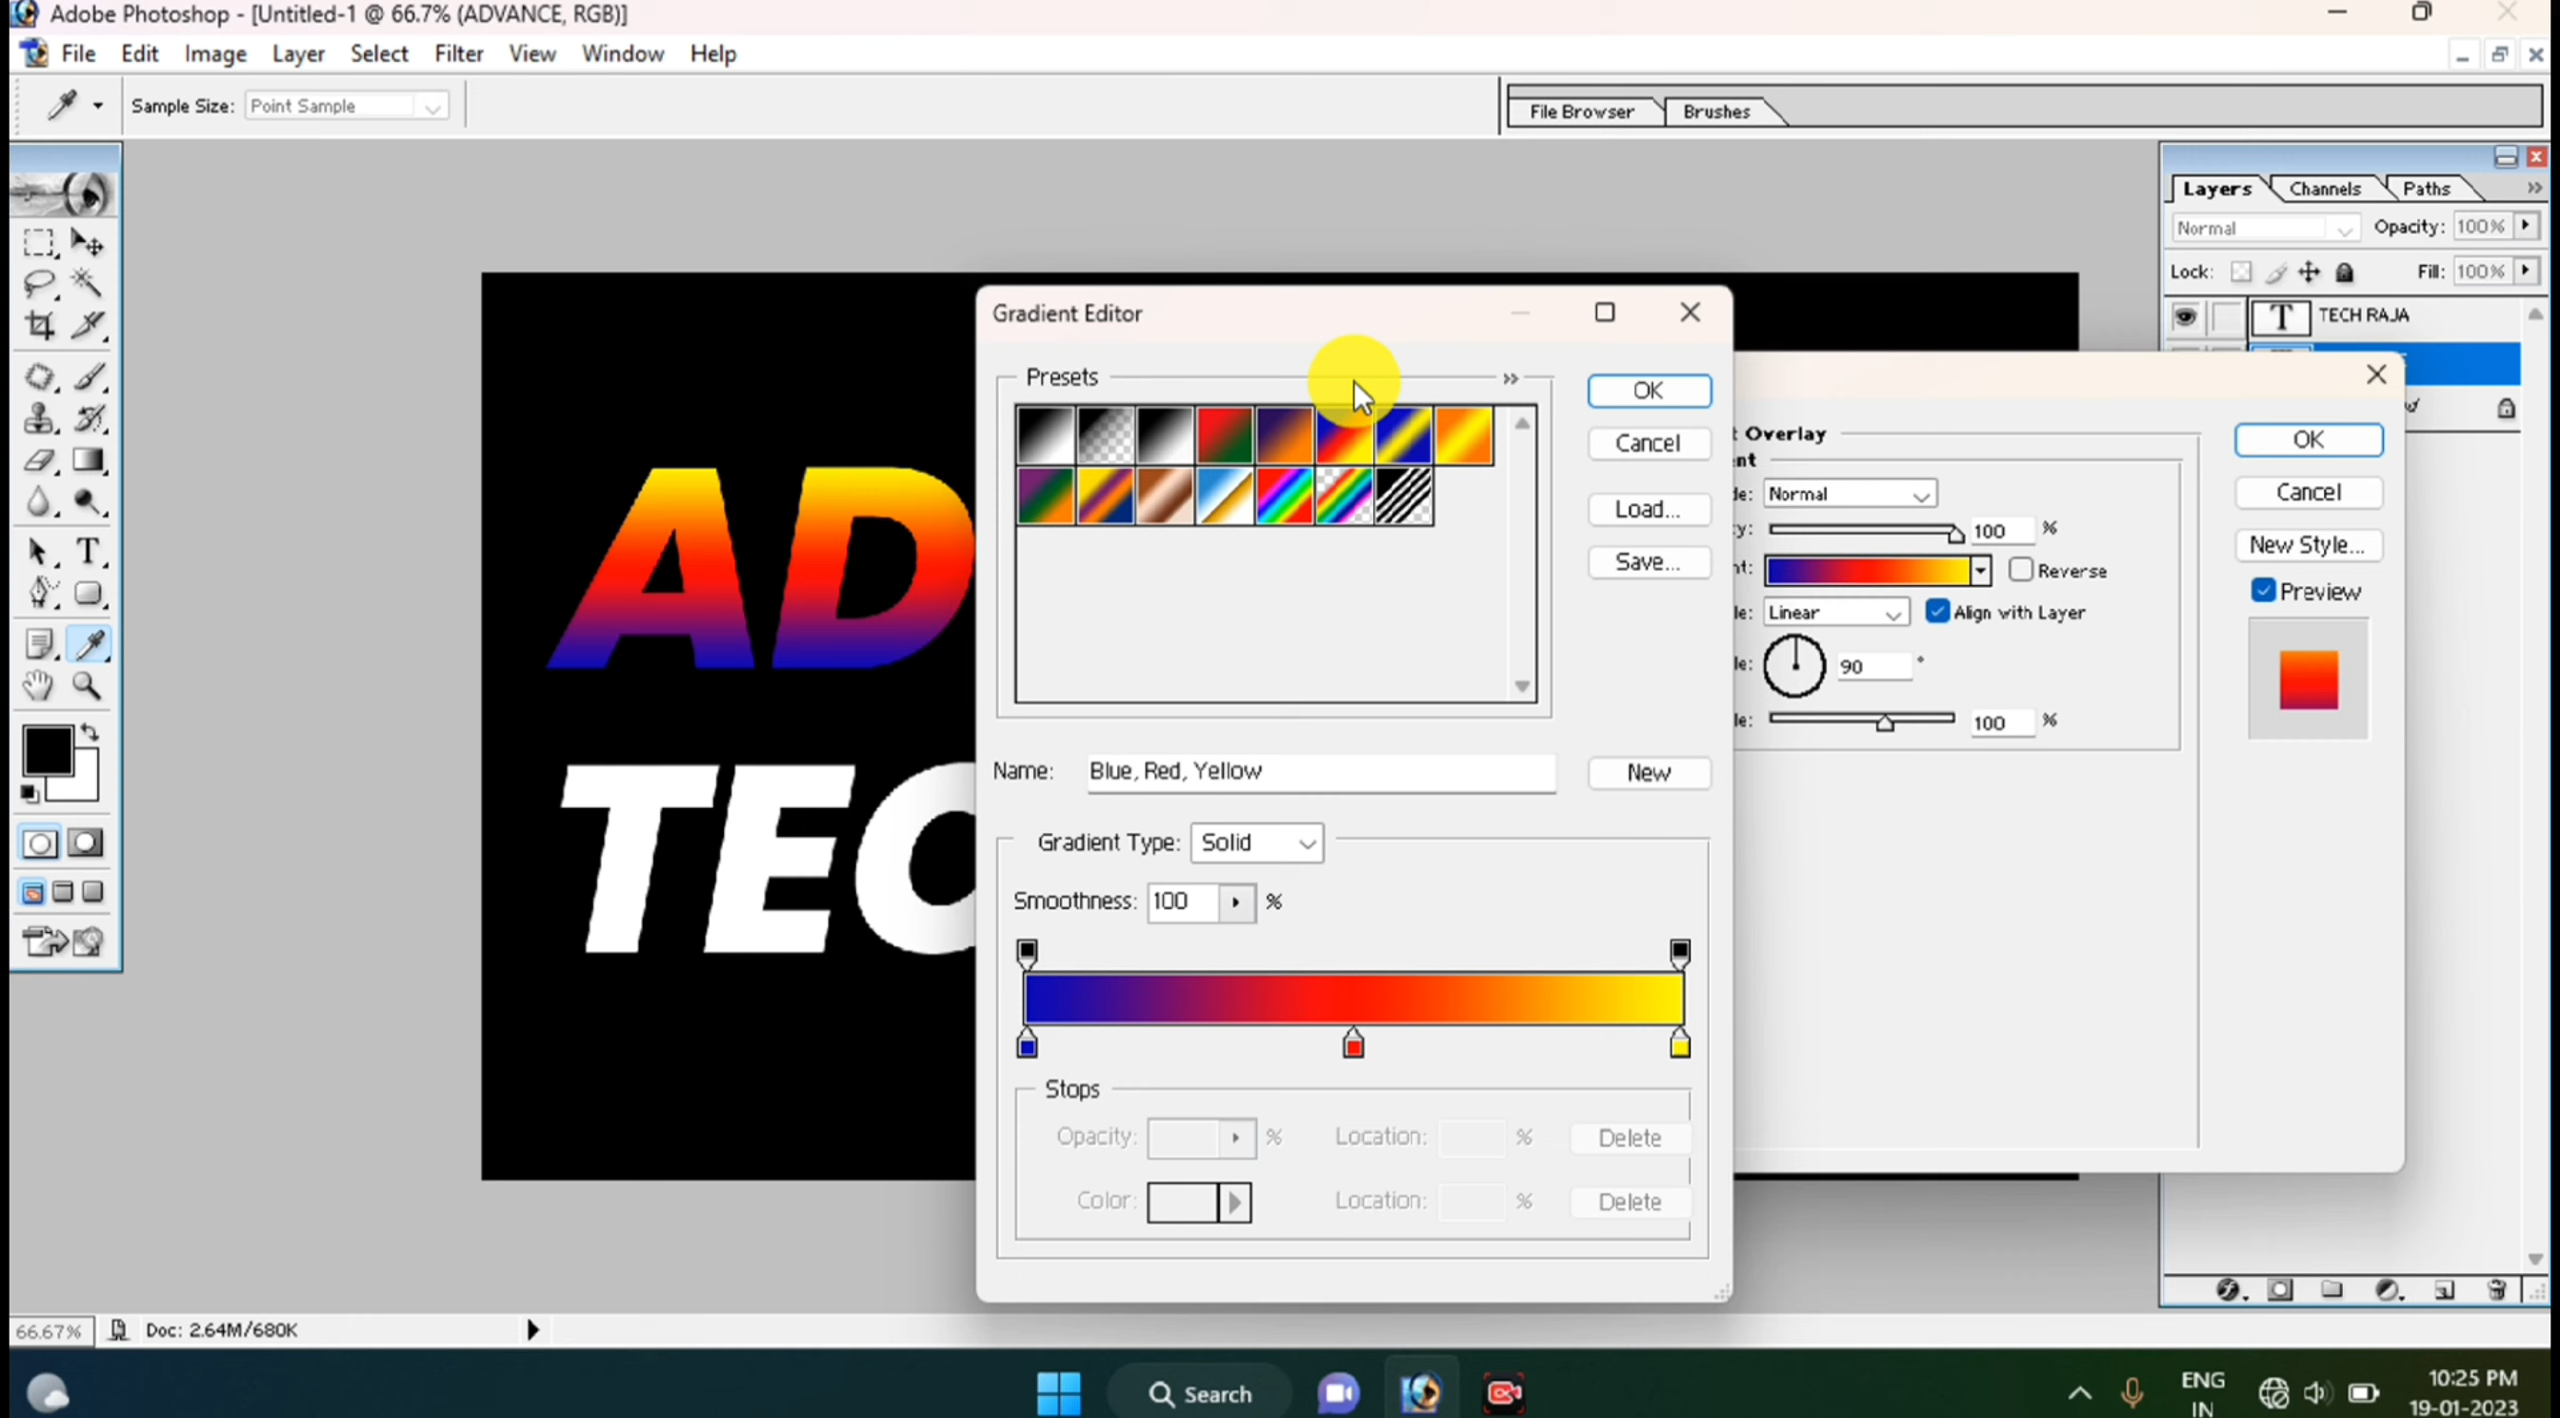 Adobe Photoshop - [Untitled-1 @ 66.7% (ADVANCE, RGB)]
File Edit Image Layer Select Filter View Window Help
Sample Size: Point Sample
File Browser Brushes
Layers Channels Paths
Normal Opacity: 100%
Lock: Fill: 100%
T TECH RAJA
Gradient Editor
Presets
OK
Cancel
Load...
Save...
Name: Blue, Red, Yellow New
Gradient Type: Solid
Smoothness: 100 %
Stops
Opacity: % Location: % Delete
Color: Location: % Delete
Overlay
Normal
100 %
Reverse
Linear Align with Layer
90 °
100 %
OK
Cancel
New Style...
Preview
AD
TEC
66.67% Doc: 2.64M/680K
Search
ENG
IN
10:25 PM
19-01-2023